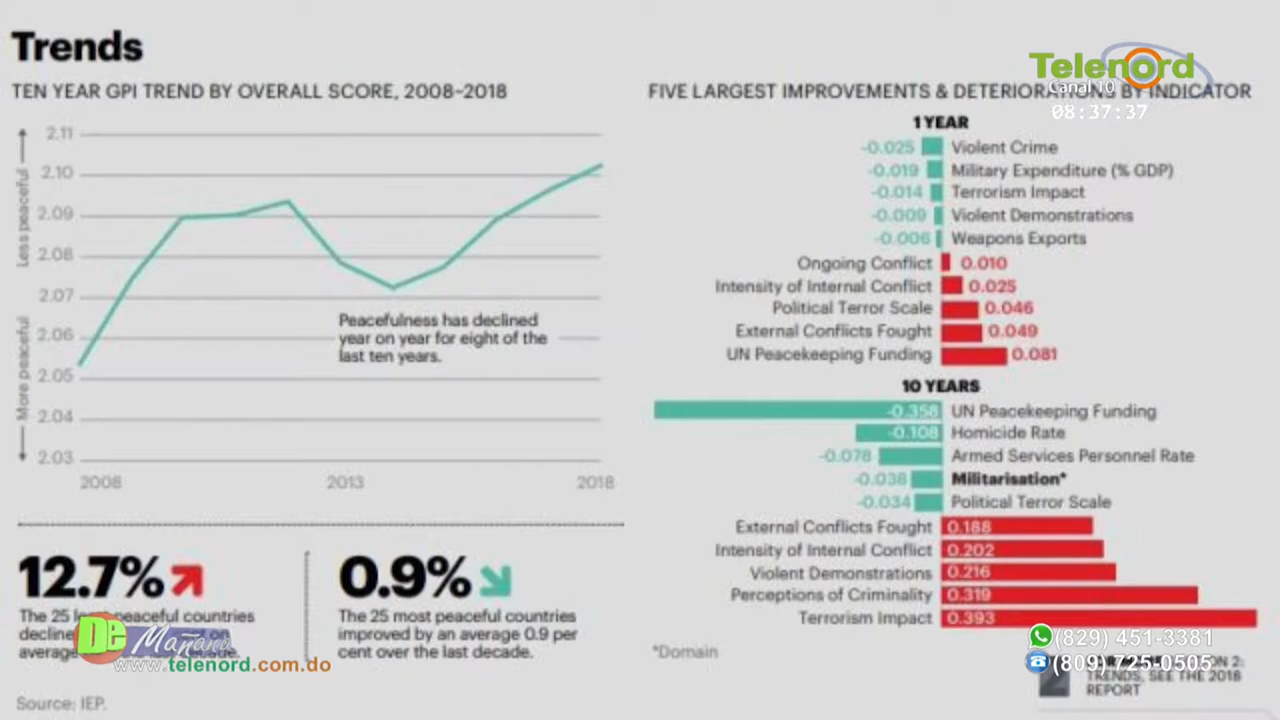 Trends
TEN YEAR GPI TREND BY OVERALL SCORE, 2008-2018
2.11
2.10
2.09
2.08
2.07
2.06
2.05
2.04
2.03
Less peaceful
More peaceful
2008 2013 2018
Peacefulness has declined
year on year for eight of the
last ten years.
12.7%
The 25 least peaceful countries
decline on
average
0.9%
The 25 most peaceful countries
improved by an average 0.9 per
cent over the last decade.
Source: IEP.
FIVE LARGEST IMPROVEMENTS & DETERIORATIONS BY INDICATOR
1 YEAR
-0.025 Violent Crime
-0.019 Military Expenditure (% GDP)
-0.014 Terrorism Impact
-0.009 Violent Demonstrations
-0.006 Weapons Exports
Ongoing Conflict 0.010
Intensity of Internal Conflict 0.025
Political Terror Scale 0.046
External Conflicts Fought 0.049
UN Peacekeeping Funding 0.081
10 YEARS
-0.358 UN Peacekeeping Funding
-0.108 Homicide Rate
-0.078 Armed Services Personnel Rate
-0.038 Militarisation*
-0.034 Political Terror Scale
External Conflicts Fought 0.188
Intensity of Internal Conflict 0.202
Violent Demonstrations 0.216
Perceptions of Criminality 0.319
Terrorism Impact 0.393
*Domain
TRENDS, SEE THE 2018
REPORT
Telenord
Canal 10
08:37:37
De Mañana
www.telenord.com.do
(829) 451-3381
(809) 725-0505